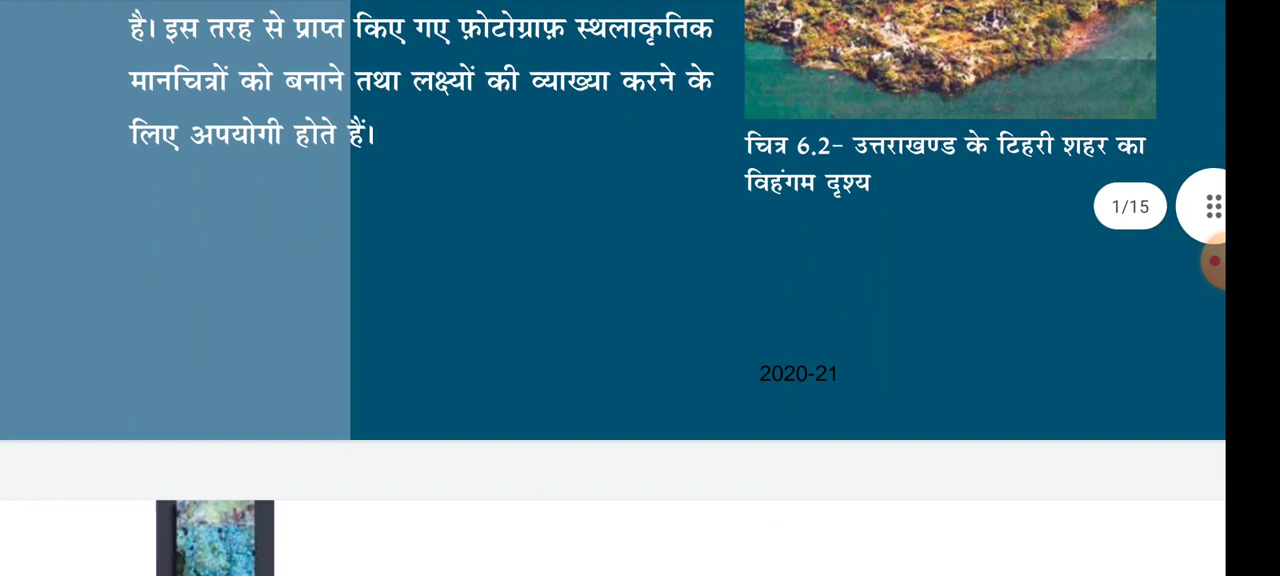 है। इस तरह से प्राप्त किए गए फ़ोटोग्राफ़ स्थलाकृतिक
मानचित्रों को बनाने तथा लक्ष्यों की व्याख्या करने के
लिए अपयोगी होते हैं।
चित्र 6.2- उत्तराखण्ड के टिहरी शहर का
विहंगम दृश्य
1/15
2020-21